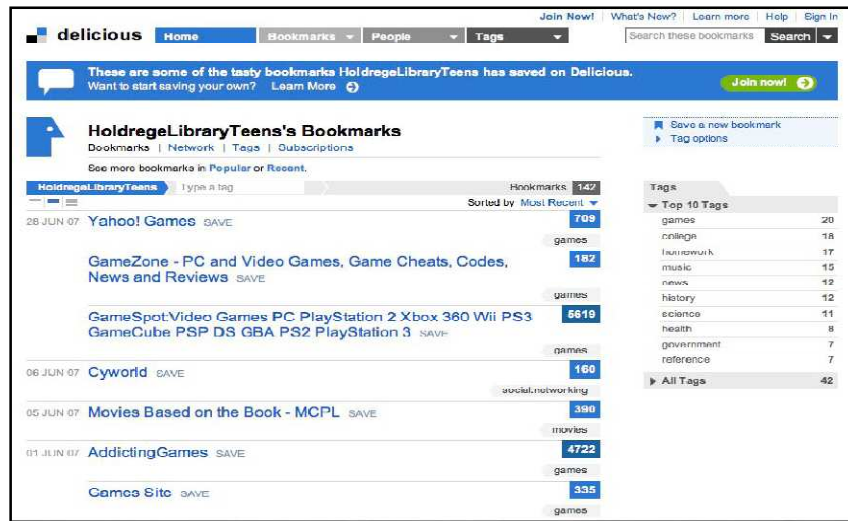 Join Now! | What's New? | Learn more | Help | Sign In
delicious Home Bookmarks People Tags Search these bookmarks Search
These are some of the tasty bookmarks HoldregeLibraryTeens has saved on Delicious.
Want to start saving your own? Learn More
Join now!
HoldregeLibraryTeens's Bookmarks
Bookmarks | Network | Tags | Subscriptions
See more bookmarks in Popular or Recent.
Save a new bookmark
Tag options
HoldregeLibraryTeens Type a tag Bookmarks 142
Sorted by Most Recent
28 JUN 07 Yahoo! Games SAVE 709
games
GameZone - PC and Video Games, Game Cheats, Codes, 182
News and Reviews SAVE
games
GameSpot:Video Games PC PlayStation 2 Xbox 360 Wii PS3 5619
GameCube PSP DS GBA PS2 PlayStation 3 SAVE
games
06 JUN 07 Cyworld SAVE 160
social.networking
05 JUN 07 Movies Based on the Book - MCPL SAVE 390
movies
01 JUN 07 AddictingGames SAVE 4722
games
Games Site SAVE 335
games
Tags
Top 10 Tags
games 20
college 18
homework 17
music 15
news 12
history 12
science 11
health 8
government 7
reference 7
All Tags 42